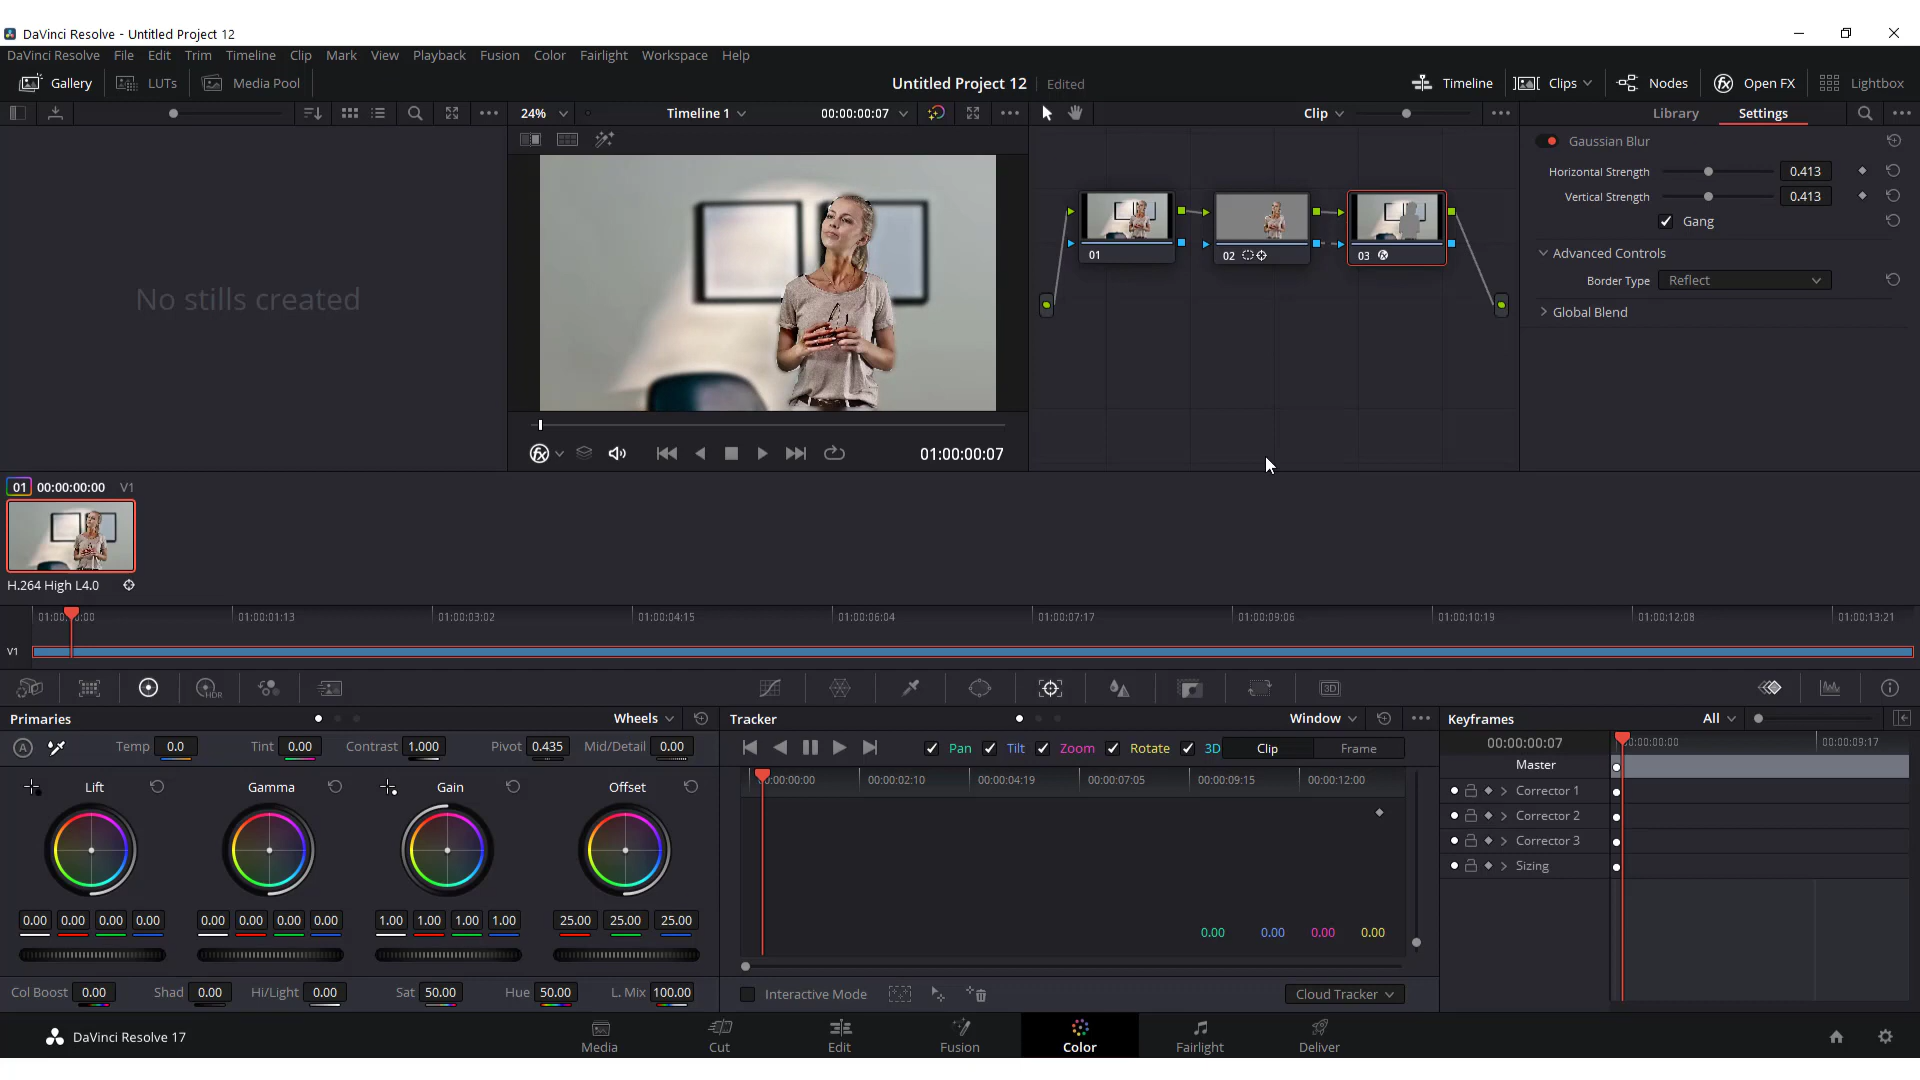 DaVinci Resolve - Untitled Project 12
DaVinci Resolve File Edit Trim Timeline Clip Mark View Playback Fusion Color Fairlight Workspace Help
Gallery LUTs Media Pool Untitled Project 12 Edited Timeline Clips Nodes Open FX Lightbox
24% Timeline 1 00:00:00:07 Clip Library Settings
Gaussian Blur
Horizontal Strength 0.413
Vertical Strength 0.413
Gang
Advanced Controls
Border Type Reflect
Global Blend
No stills created
01 02 03
01:00:00:07
01 00:00:00:00 V1
H.264 High L4.0
01:00:01:13 01:00:03:02 01:00:04:15 01:00:06:04 01:00:07:17 01:00:09:06 01:00:10:19 01:00:12:08 01:00:13:21
V1
HDR 3D
Primaries Wheels Tracker Window Keyframes All
A Temp 0.0 Tint 0.00 Contrast 1.000 Pivot 0.435 Mid/Detail 0.00 Pan Tilt Zoom Rotate 3D Clip Frame 00:00:00:07 00:00:09:17
Master
Lift Gamma Gain Offset 00:00:02:10 00:00:04:19 00:00:07:05 00:00:09:15 00:00:12:00
Corrector 1
Corrector 2
Corrector 3
Sizing
0.00 0.00 0.00 0.00 0.00 0.00 0.00 0.00 1.00 1.00 1.00 1.00 25.00 25.00 25.00 0.00 0.00 0.00 0.00
Col Boost 0.00 Shad 0.00 Hi/Light 0.00 Sat 50.00 Hue 50.00 L. Mix 100.00 Interactive Mode Cloud Tracker
DaVinci Resolve 17 Media Cut Edit Fusion Color Fairlight Deliver